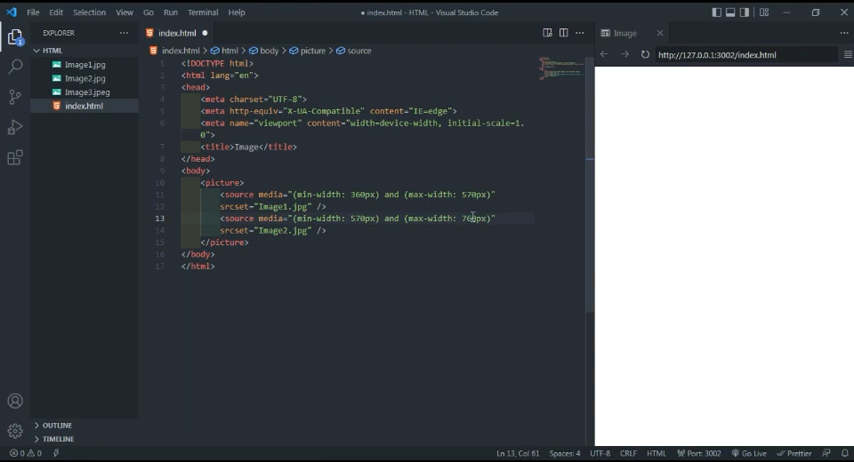 File Edit Selection View Go Run Terminal Help
index.html - Visual Studio Code
EXPLORER
HTML
Image1.jpg
Image2.jpg
Image3.jpeg
index.html
OUTLINE
TIMELINE
index.html
index.html > html > body > picture > source
1 <!DOCTYPE html>
2 <html lang="en">
3 <head>
4 <meta charset="UTF-8">
5 <meta http-equiv="X-UA-Compatible" content="IE=edge">
6 <meta name="viewport" content="width=device-width, initial-scale=1.
0">
7 <title>Image</title>
8 </head>
9 <body>
10 <picture>
11 <source media="(min-width: 360px) and (max-width: 570px)"
12 srcset="Image1.jpg" />
13 <source media="(min-width: 570px) and (max-width: 760px)"
14 srcset="Image2.jpg" />
15 </picture>
16 </body>
17 </html>
Image
http://127.0.0.1:3002/index.html
0 0 Ln 13, Col 61 Spaces: 4 UTF-8 CRLF HTML Port: 3002 Go Live Prettier